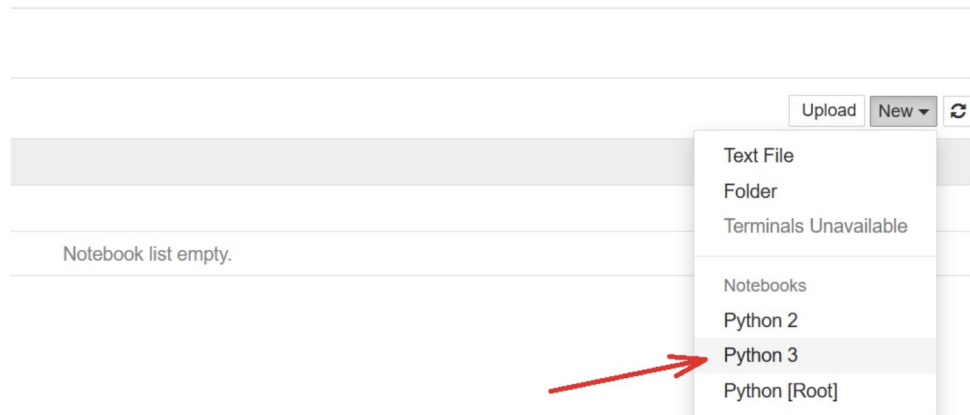 Upload New
Text File
Folder
Terminals Unavailable
Notebook list empty.
Notebooks
Python 2
Python 3
Python [Root]